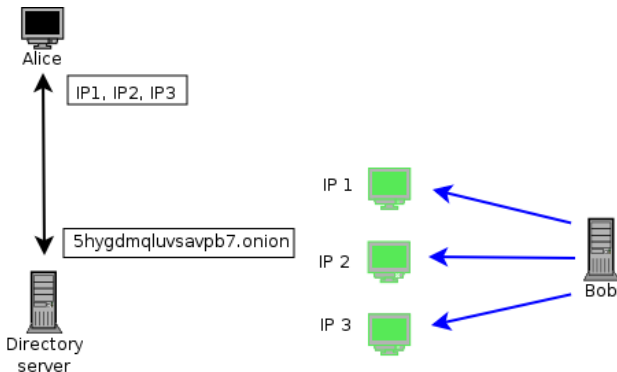 Alice
IP1, IP2, IP3
5hygdmqluvsavpb7.onion
Directory
server
IP 1
IP 2
IP 3
Bob